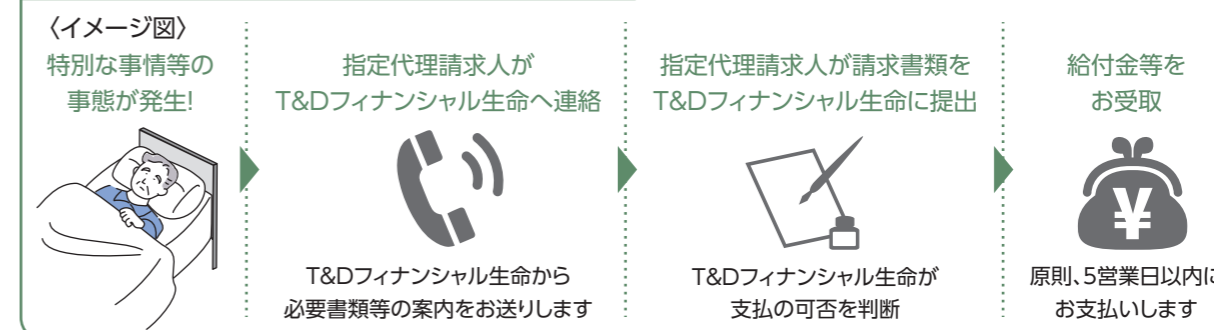 〈イメージ図〉
特別な事情等の
事態が発生!
指定代理請求人が
T&Dフィナンシャル生命へ連絡
T&Dフィナンシャル生命から
必要書類等の案内をお送りします
指定代理請求人が請求書類を
T&Dフィナンシャル生命に提出
T&Dフィナンシャル生命が
支払の可否を判断
給付金等を
お受取
¥
原則、5営業日以内に
お支払いします